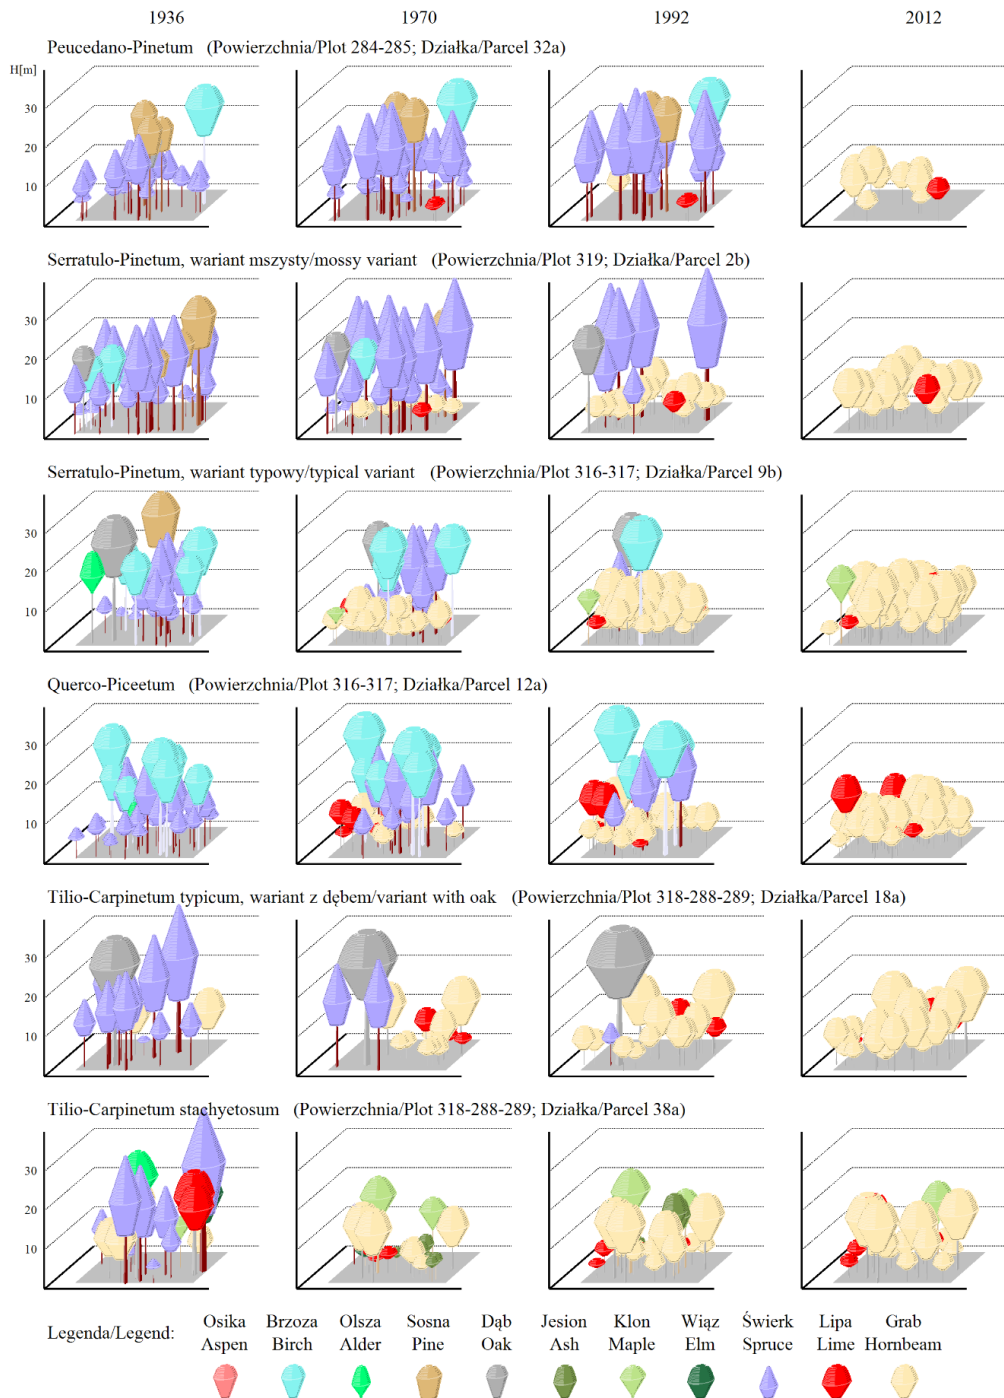 1936 1970 1992 2012
Peucedano-Pinetum (Powierzchnia/Plot 284-285; Działka/Parcel 32a)
H[m]
30
20
10
Serratulo-Pinetum, wariant mszysty/mossy variant (Powierzchnia/Plot 319; Działka/Parcel 2b)
30
20
10
Serratulo-Pinetum, wariant typowy/typical variant (Powierzchnia/Plot 316-317; Działka/Parcel 9b)
30
20
10
Querco-Piceetum (Powierzchnia/Plot 316-317; Działka/Parcel 12a)
30
20
10
Tilio-Carpinetum typicum, wariant z dębem/variant with oak (Powierzchnia/Plot 318-288-289; Działka/Parcel 18a)
30
20
10
Tilio-Carpinetum stachyetosum (Powierzchnia/Plot 318-288-289; Działka/Parcel 38a)
30
20
10
Osika Brzoza Olsza Sosna Dąb Jesion Klon Wiąz Świerk Lipa Grab
Legenda/Legend: Aspen Birch Alder Pine Oak Ash Maple Elm Spruce Lime Hornbeam